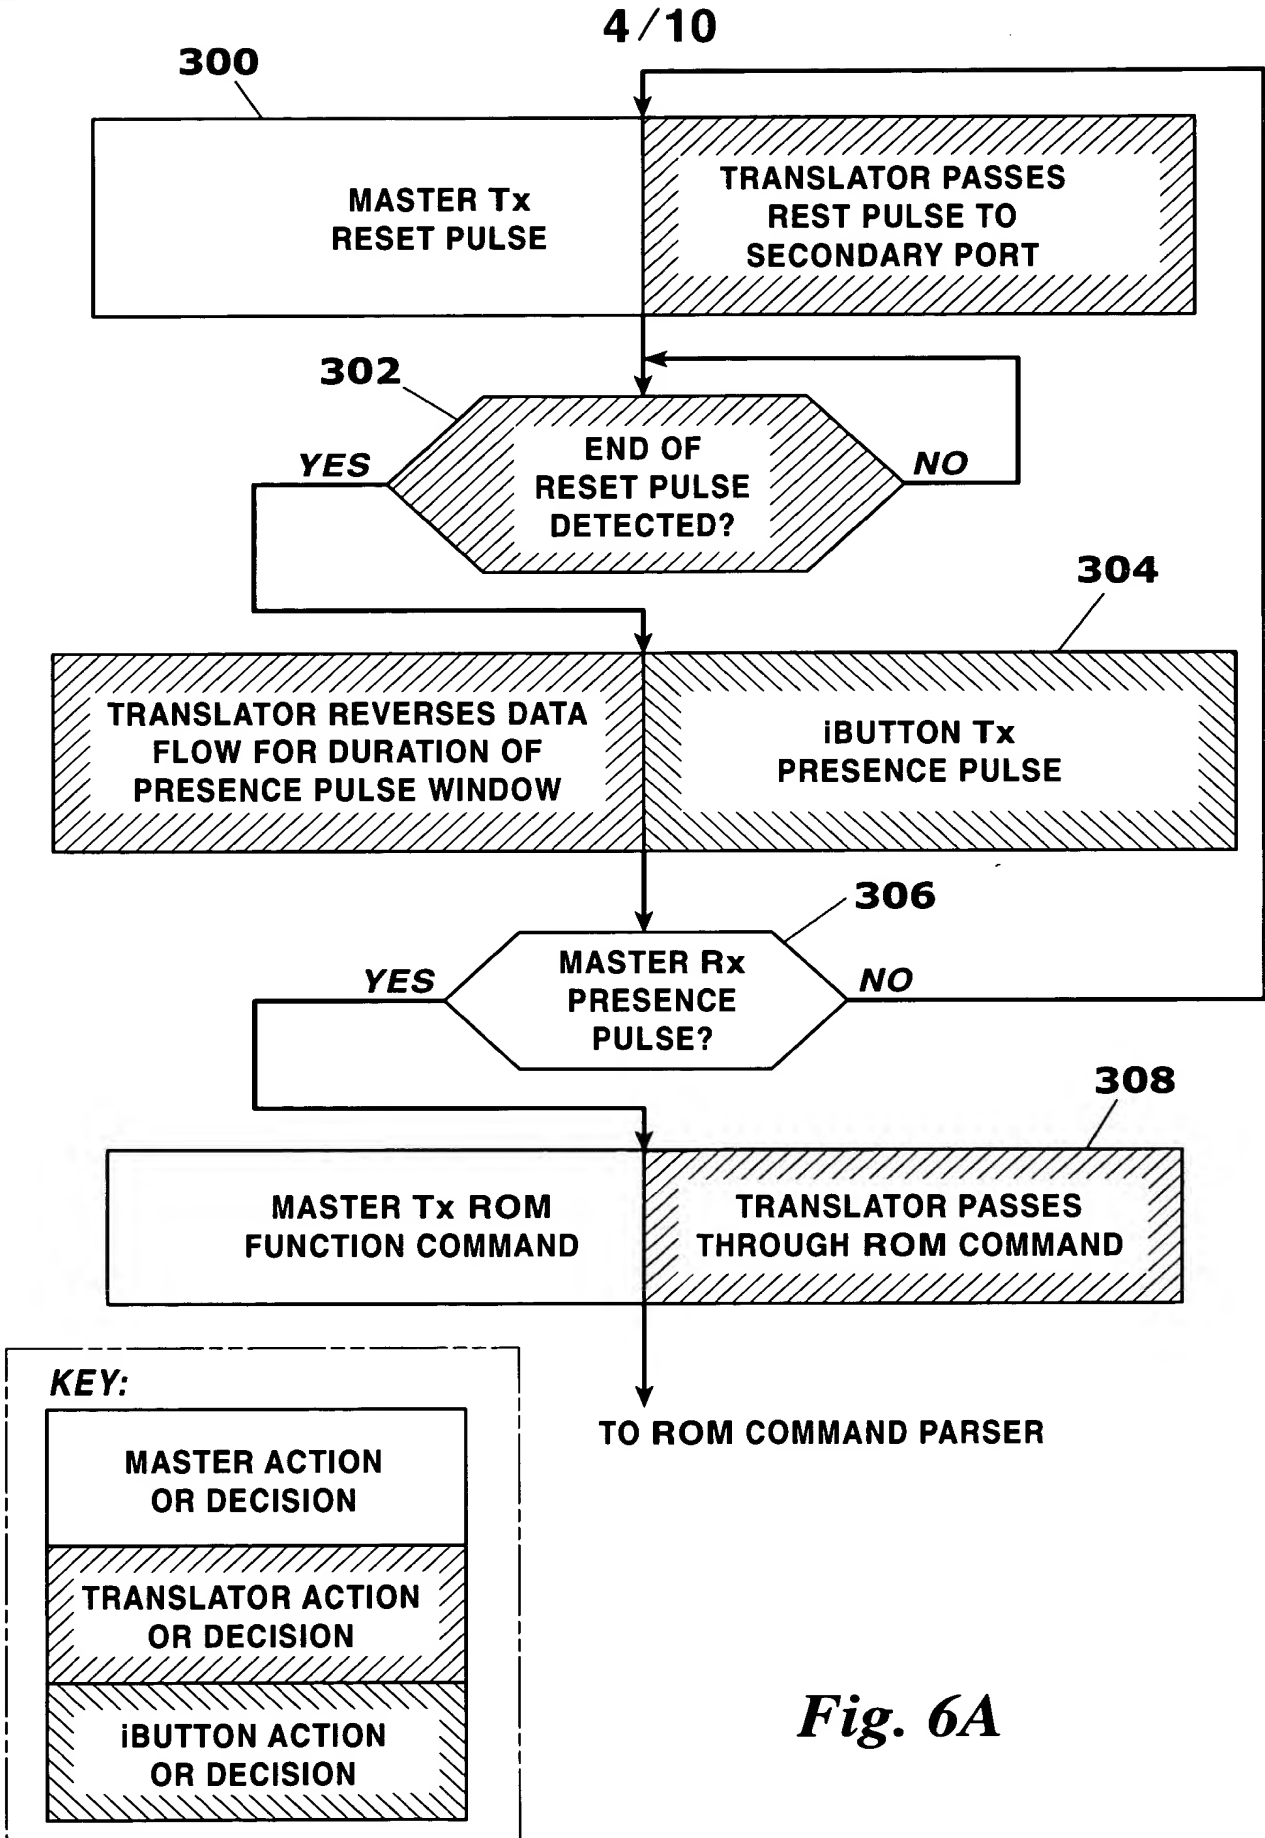 4/10
300
MASTER Tx
RESET PULSE
TRANSLATOR PASSES
REST PULSE TO
SECONDARY PORT
302
YES
END OF
RESET PULSE
DETECTED?
NO
304
TRANSLATOR REVERSES DATA
FLOW FOR DURATION OF
PRESENCE PULSE WINDOW
iBUTTON Tx
PRESENCE PULSE
306
YES
MASTER Rx
PRESENCE
PULSE?
NO
308
MASTER Tx ROM
FUNCTION COMMAND
TRANSLATOR PASSES
THROUGH ROM COMMAND
TO ROM COMMAND PARSER
KEY:
MASTER ACTION
OR DECISION
TRANSLATOR ACTION
OR DECISION
iBUTTON ACTION
OR DECISION
Fig. 6A